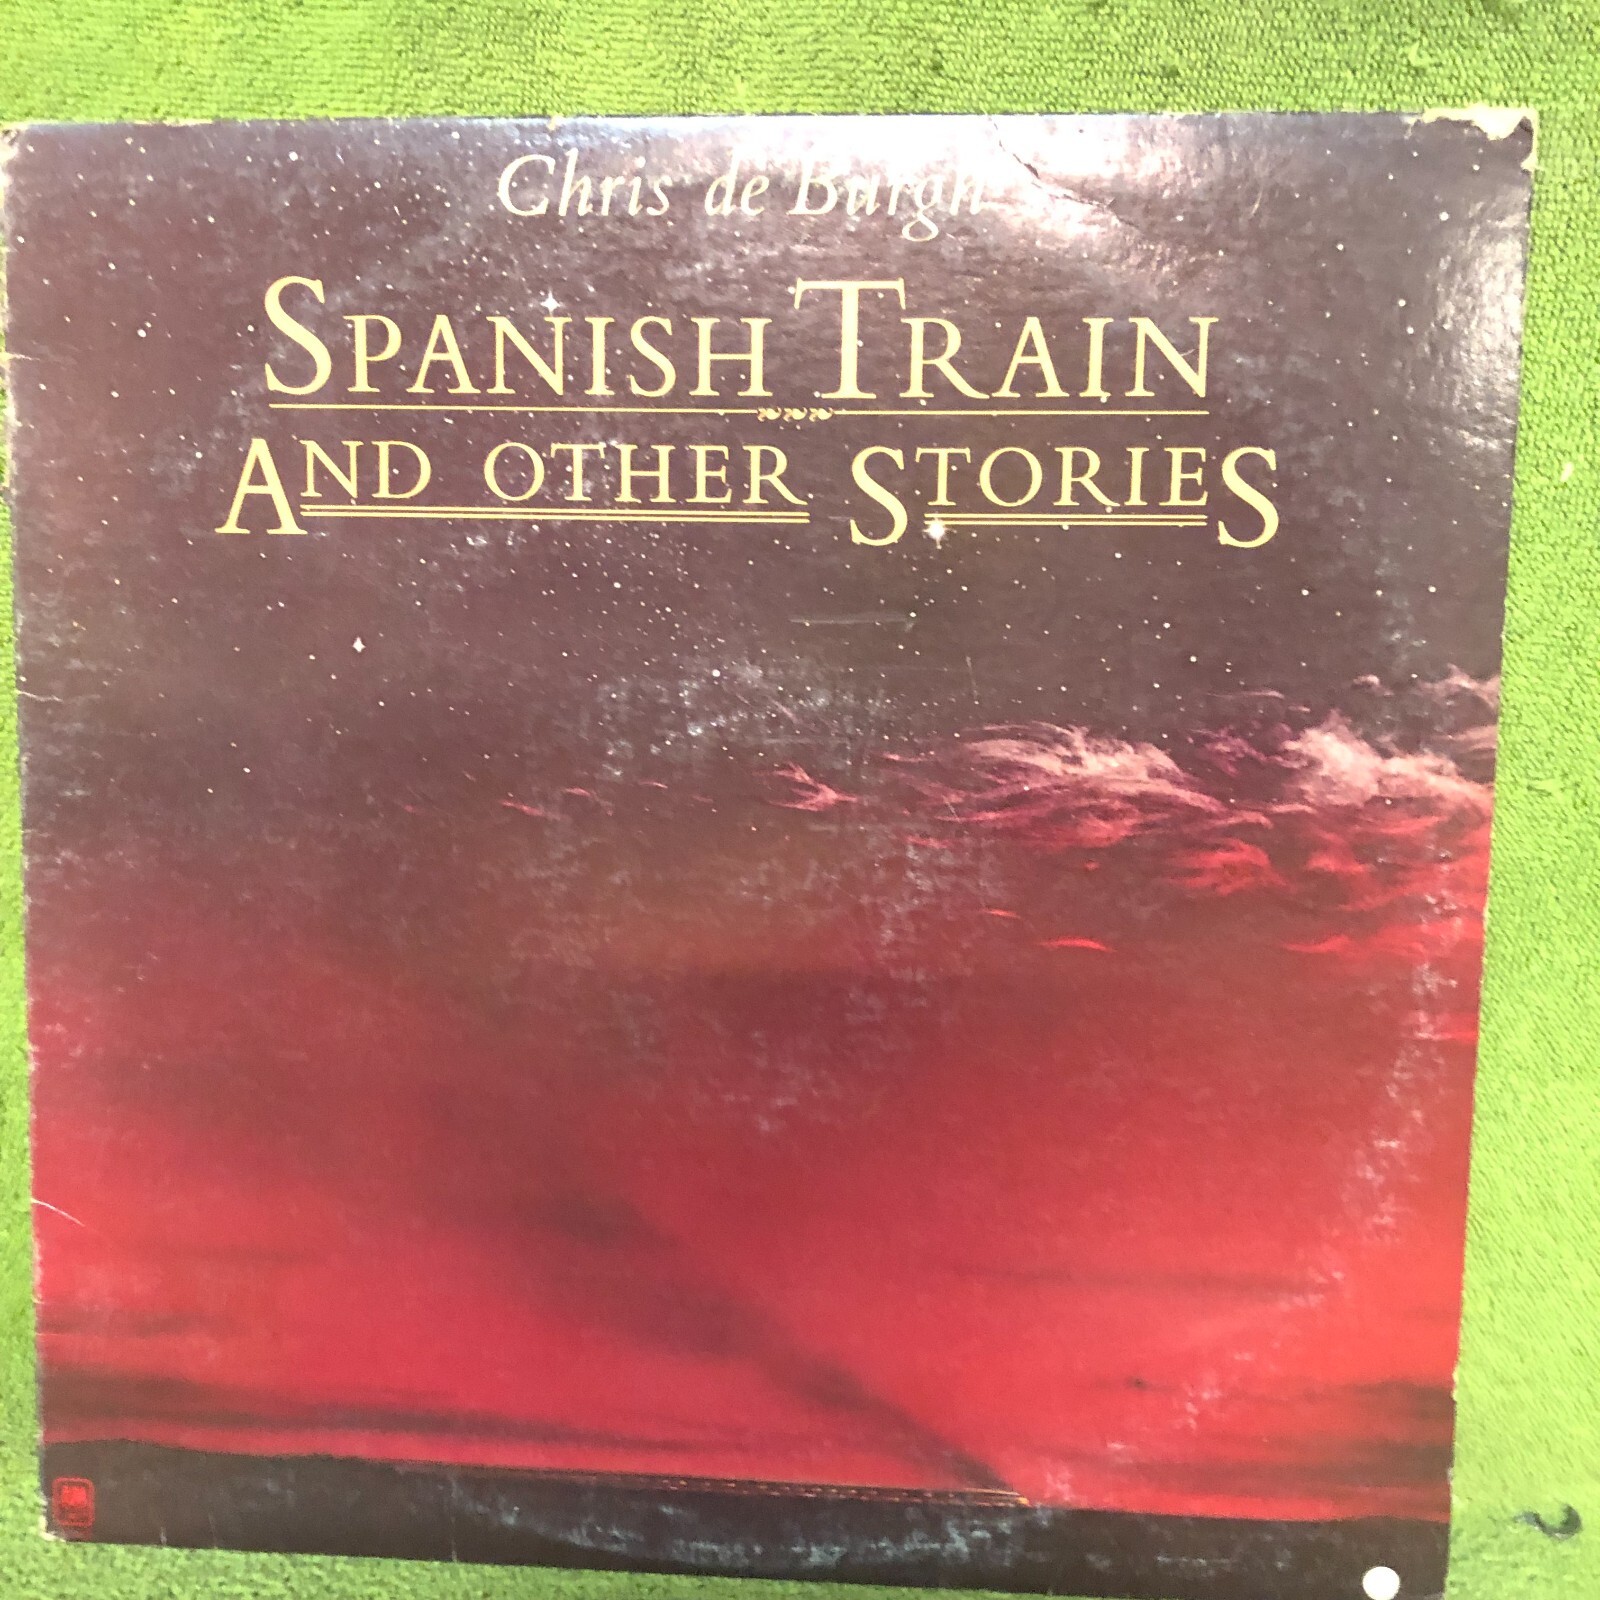 Chris de Burgh
SPANISH TRAIN
AND OTHER STORIES